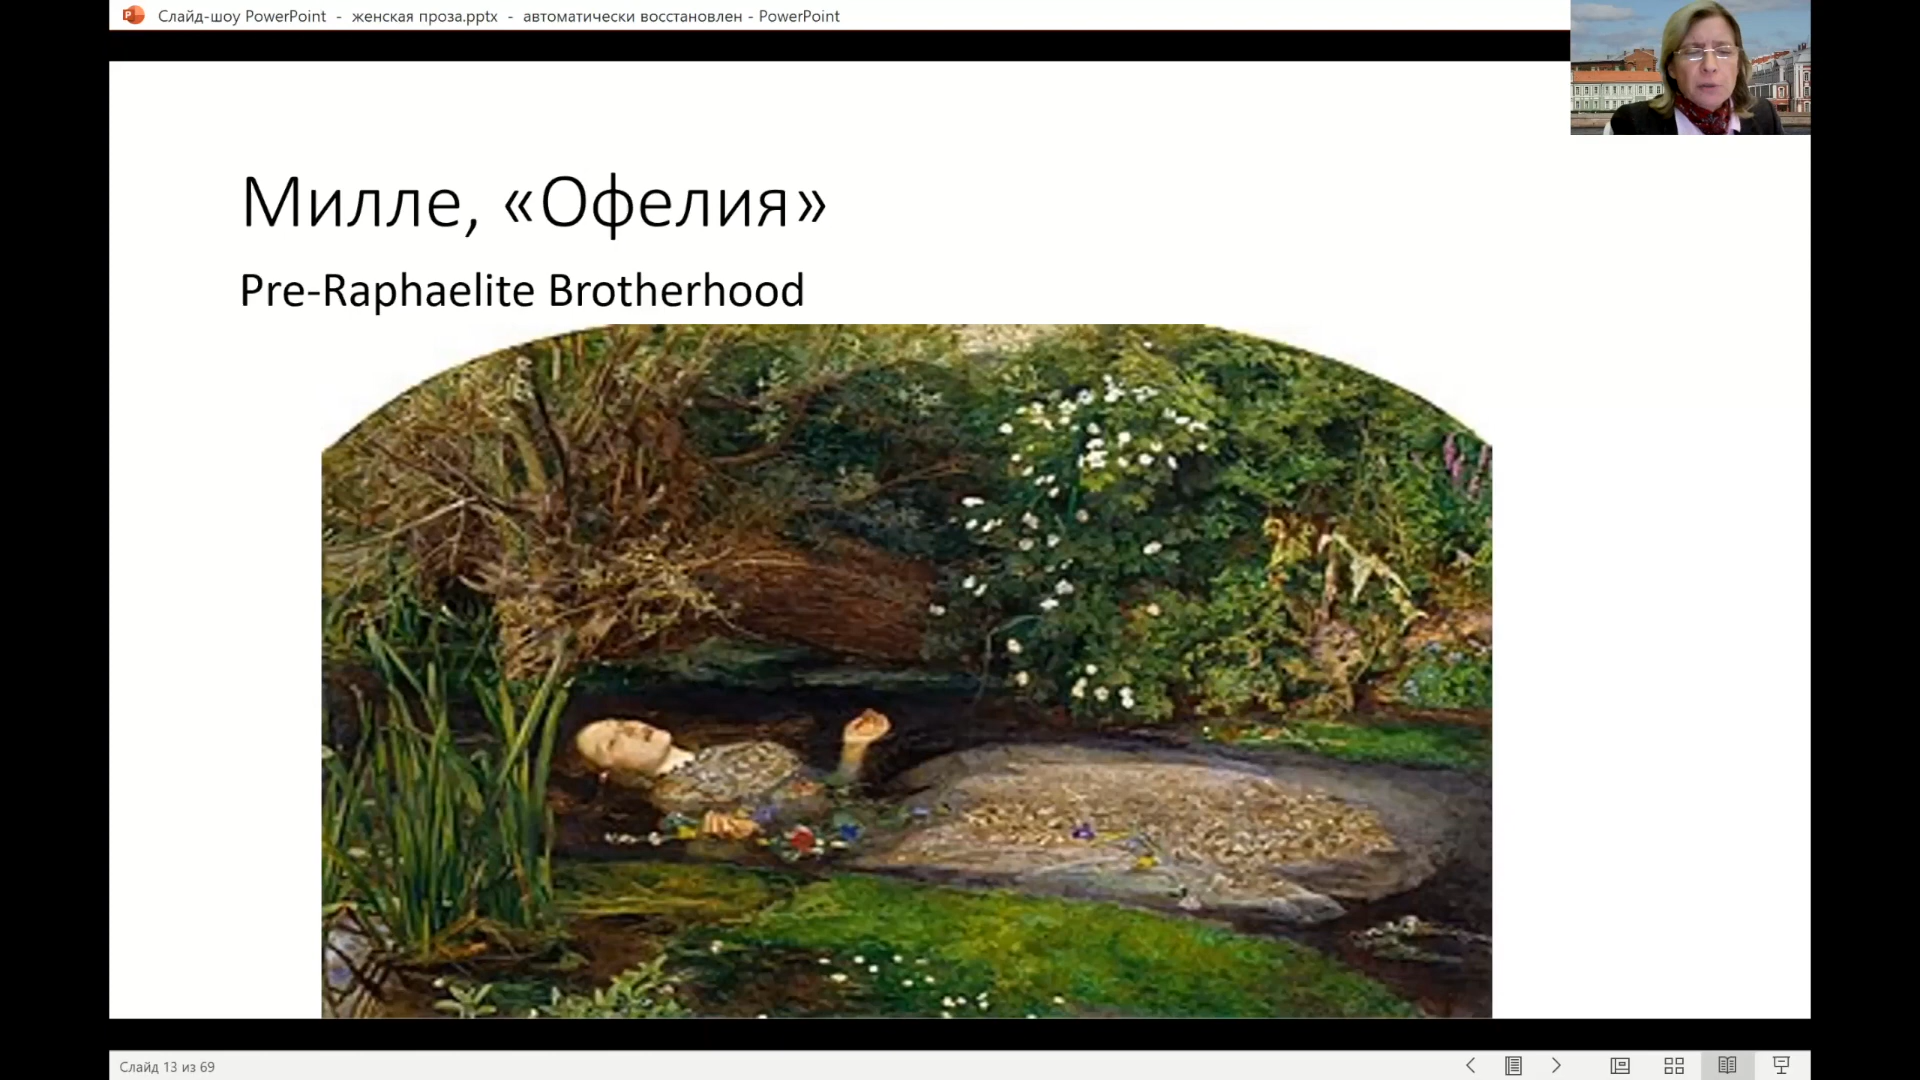 Слайд-шоу PowerPoint - женская проза.pptx - автоматически восстановлен - PowerPoint
Милле, «Офелия»
Pre-Raphaelite Brotherhood
Слайд 13 из 69